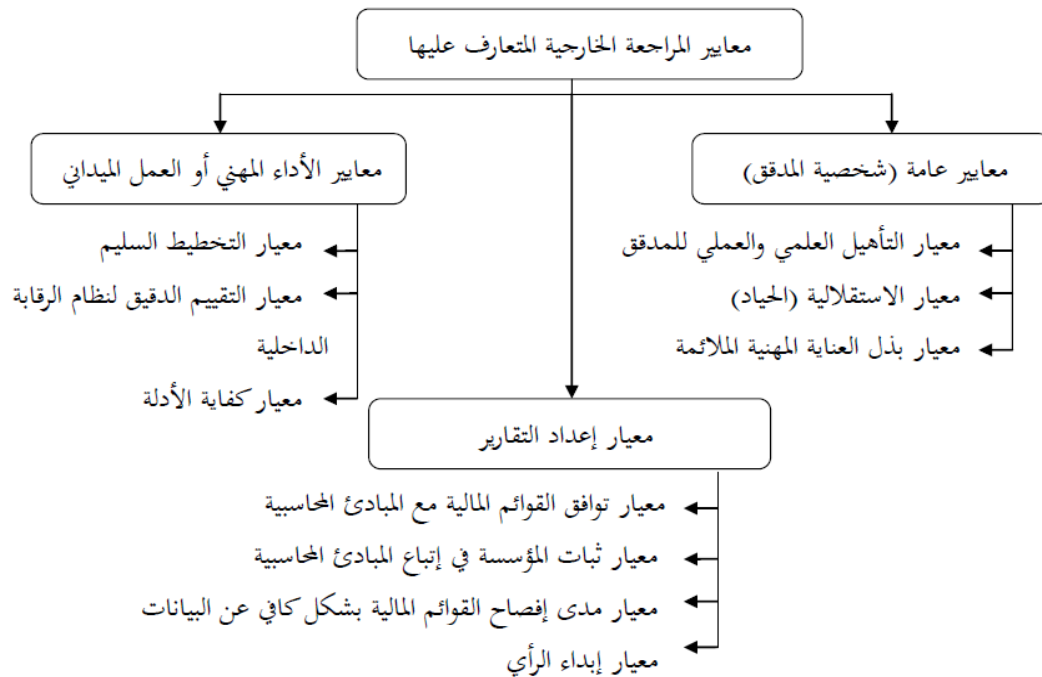 معايير المراجعة الخارجية المتعارف عليها
معايير عامة (شخصية المدقق)
معيار التأهيل العلمي والعملي للمدقق
معيار الاستقلالية (الحياد)
معيار بذل العناية المهنية الملائمة
معايير الأداء المهني أو العمل الميداني
معيار التخطيط السليم
معيار التقييم الدقيق لنظام الرقابة
الداخلية
معيار كفاية الأدلة
معيار إعداد التقارير
معيار توافق القوائم المالية مع المبادئ المحاسبية
معيار ثبات المؤسسة في إتباع المبادئ المحاسبية
معيار مدى إفصاح القوائم المالية بشكل كافي عن البيانات
معيار إبداء الرأي